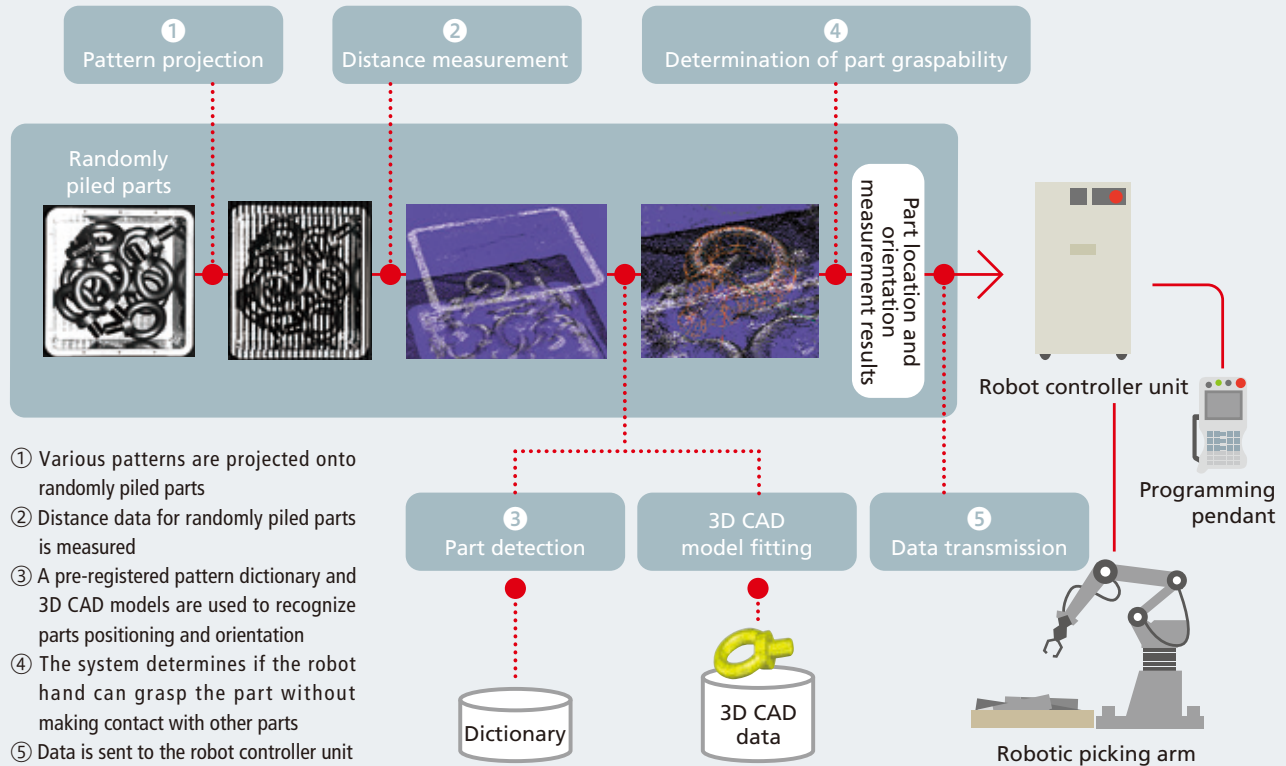 ①
Pattern projection
②
Distance measurement
④
Determination of part graspability
Randomly
piled parts
Part location and
orientation
measurement results
Robot controller unit
Programming
pendant
① Various patterns are projected onto
randomly piled parts
② Distance data for randomly piled parts
is measured
③ A pre-registered pattern dictionary and
3D CAD models are used to recognize
parts positioning and orientation
④ The system determines if the robot
hand can grasp the part without
making contact with other parts
⑤ Data is sent to the robot controller unit
③
Part detection
3D CAD
model fitting
⑤
Data transmission
Dictionary
3D CAD
data
Robotic picking arm